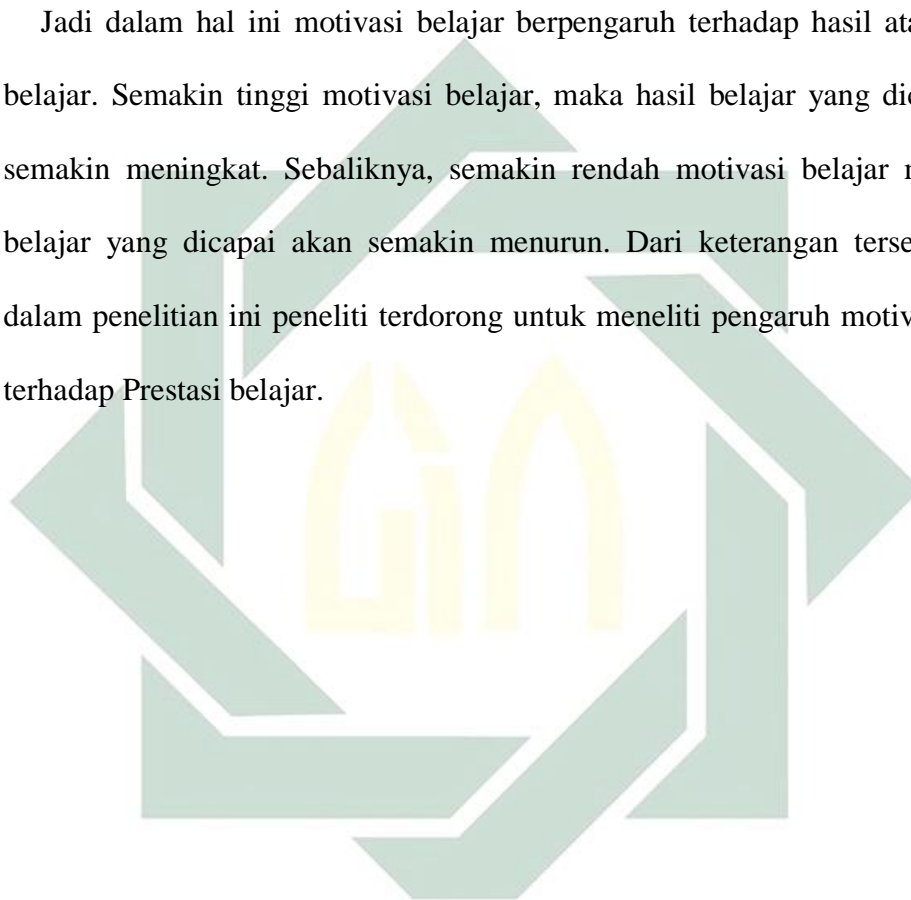 Jadi dalam hal ini motivasi belajar berpengaruh terhadap hasil
belajar. Semakin tinggi motivasi belajar, maka hasil belajar yang
semakin meningkat. Sebaliknya, semakin rendah motivasi belajar
belajar yang dicapai akan semakin menurun. Dari keterangan
dalam penelitian ini peneliti terdorong untuk meneliti pengaruh
terhadap Prestasi belajar.